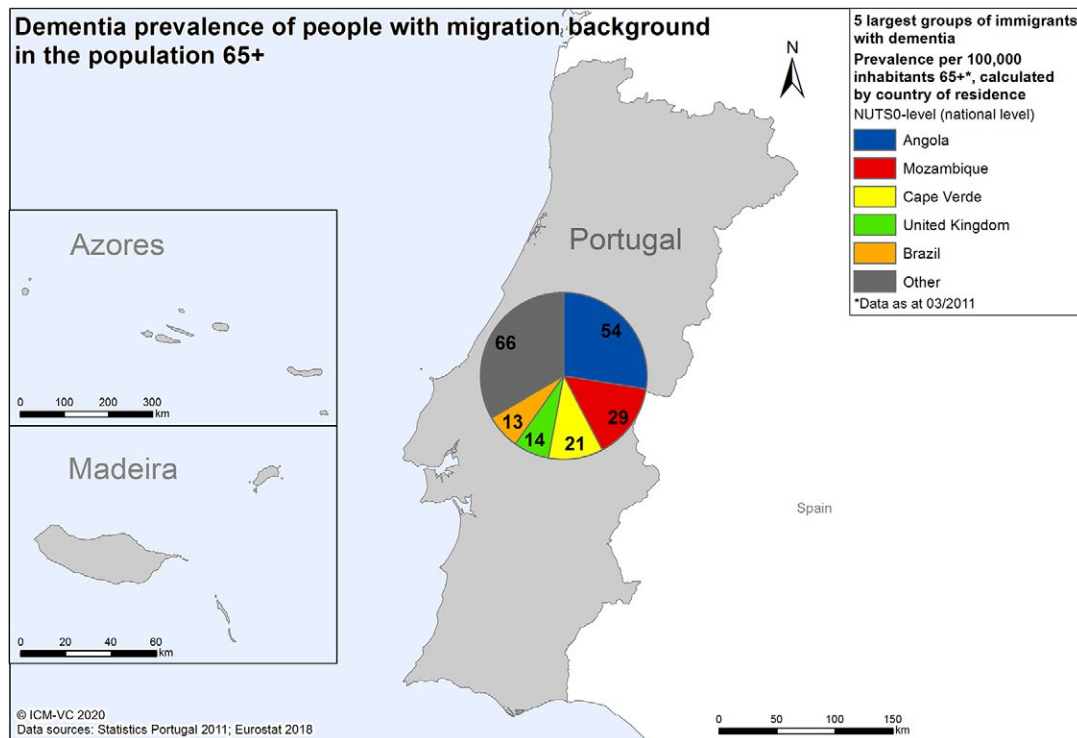 Dementia prevalence of people with migration background
in the population 65+
N
5 largest groups of immigrants
with dementia
Prevalence per 100,000
inhabitants 65+*, calculated
by country of residence
NUTS0-level (national level)
Angola
Mozambique
Cape Verde
United Kingdom
Brazil
Other
*Data as at 03/2011
Azores
0 50 100 200 300
km
Madeira
0 20 40 60
km
Portugal
54
66
29
13
14
21
Spain
© ICM-VC 2020
Data sources: Statistics Portugal 2011; Eurostat 2018
0 50 100 150
km